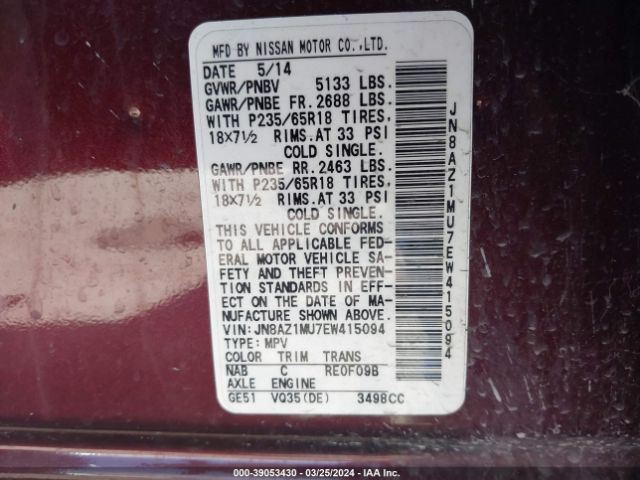 MFD BY NISSAN MOTOR CO.,LTD.
DATE 5/14
GVWR/PNBV 5133 LBS.
GAWR/PNBE FR. 2688 LBS.
WITH P235/65R18 TIRES,
18X7½ RIMS. AT 33 PSI
COLD SINGLE.
GAWR/PNBE RR. 2463 LBS.
WITH P235/65R18 TIRES,
18X7½ RIMS. AT 33 PSI
COLD SINGLE.
THIS VEHICLE CONFORMS
TO ALL APPLICABLE FED-
ERAL MOTOR VEHICLE SA-
FETY AND THEFT PREVEN-
TION STANDARDS IN EFF-
ECT ON THE DATE OF MA-
NUFACTURE SHOWN ABOVE.
VIN: JN8AZ1MU7EW415094
TYPE: MPV
COLOR TRIM TRANS
NAB C RE0F09B
AXLE ENGINE
GE51 VQ35(DE) 3498CC
JN8AZ1MU7EW415094
000-39053430 - 03/25/2024 - IAA Inc.